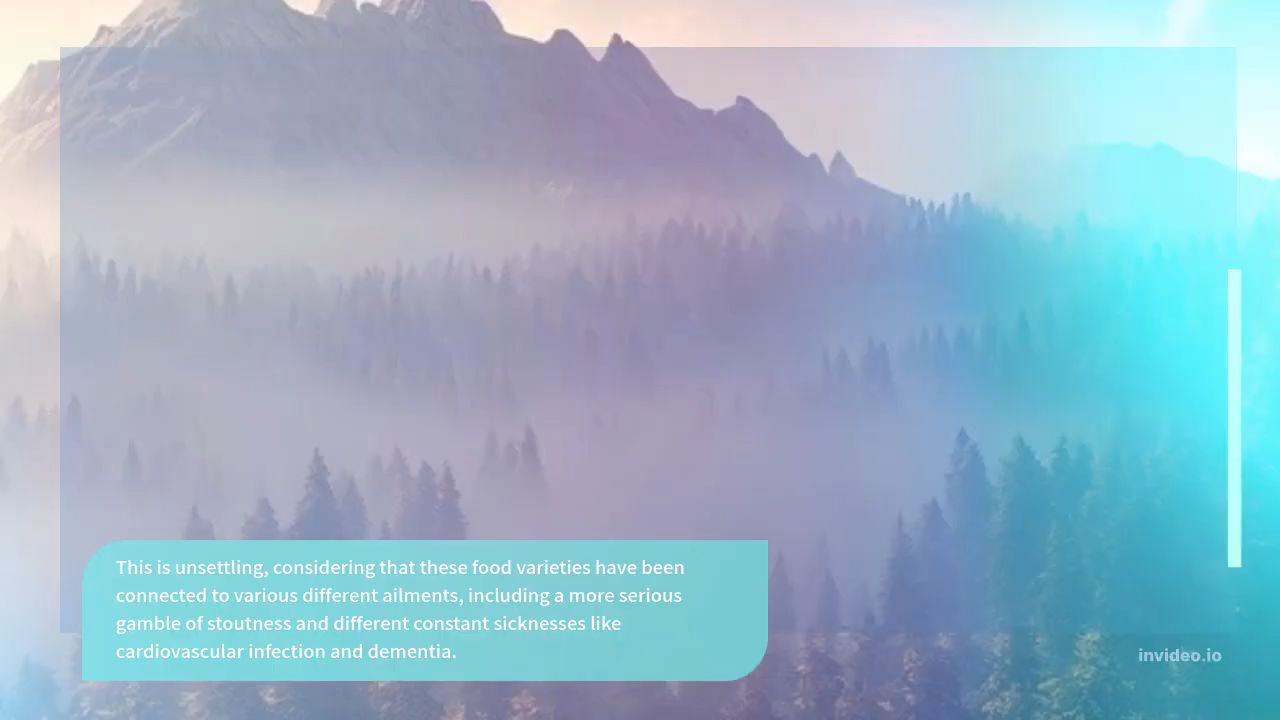 This is unsettling, considering that these food varieties have been
connected to various different ailments, including a more serious
gamble of stoutness and different constant sicknesses like
cardiovascular infection and dementia.
invideo.io